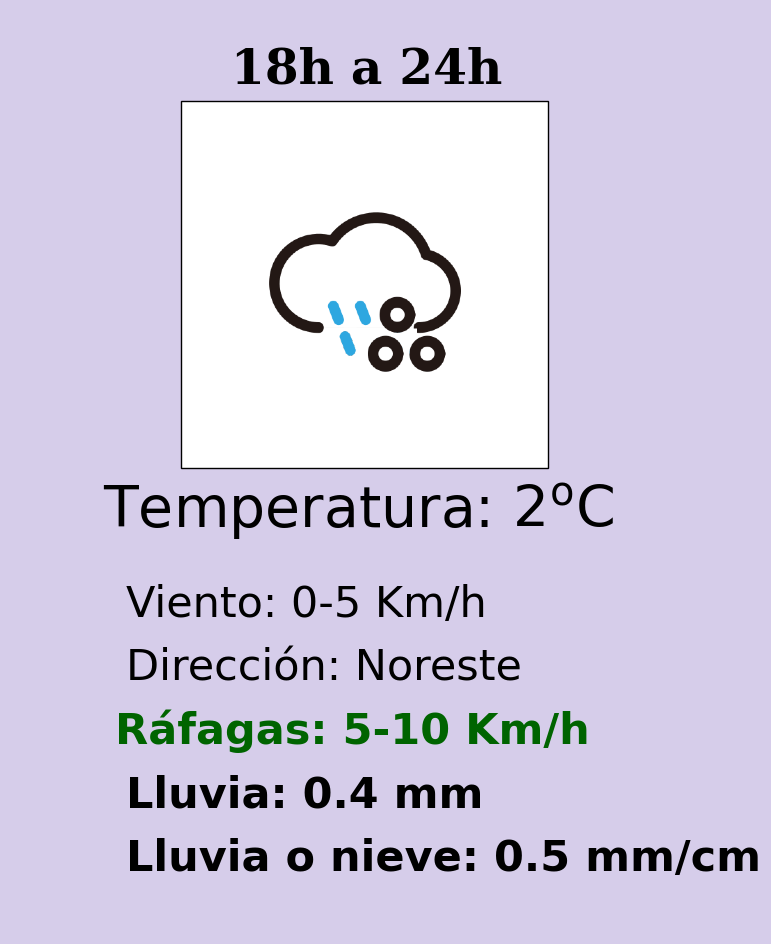 18h a 24h
Temperatura: 2ºC
Viento: 0-5 Km/h
Dirección: Noreste
Ráfagas: 5-10 Km/h
Lluvia: 0.4 mm
Lluvia o nieve: 0.5 mm/cm